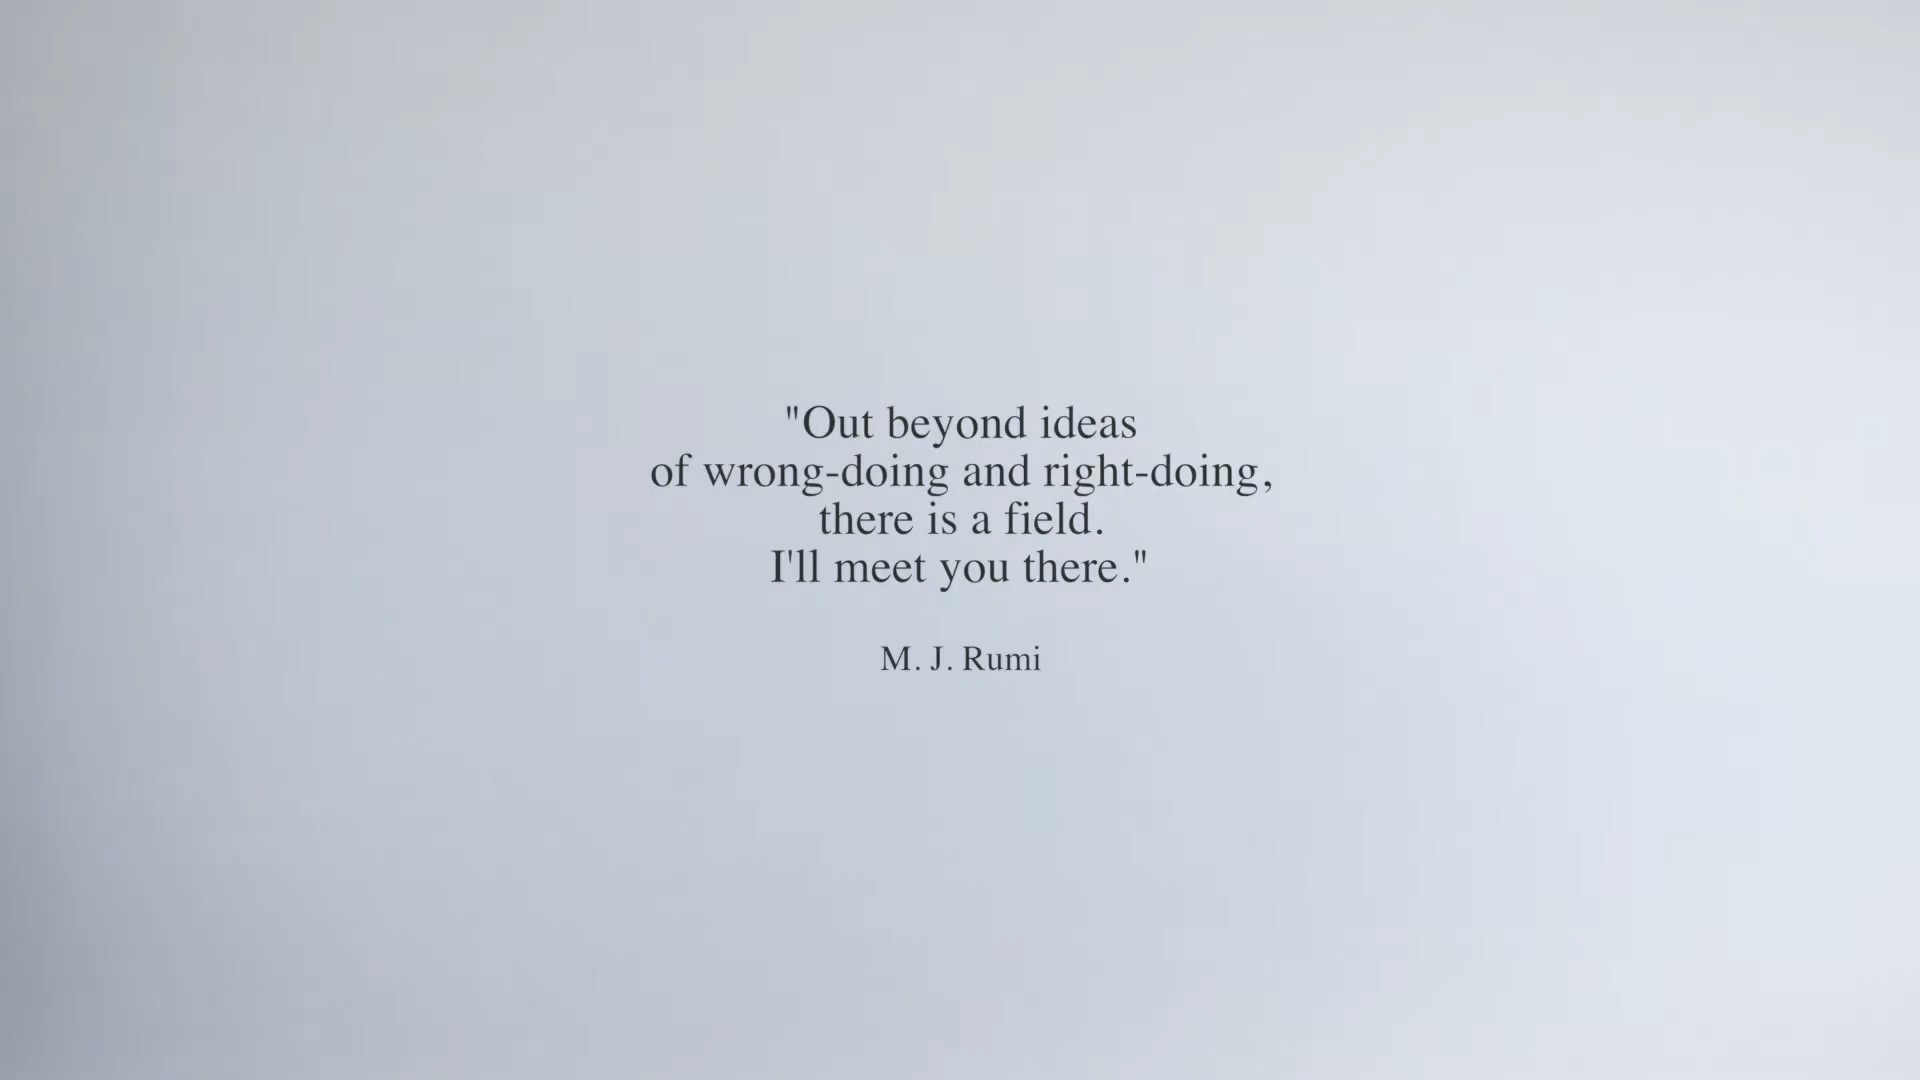 "Out beyond ideas
of wrong-doing and right-doing,
there is a field.
I'll meet you there."
M. J. Rumi